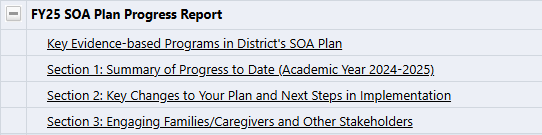 FY25 SOA Plan Progress Report
Key Evidence-based Programs in District's SOA Plan
Section 1: Summary of Progress to Date (Academic Year 2024-2025)
Section 2: Key Changes to Your Plan and Next Steps in Implementation
Section 3: Engaging Families/Caregivers and Other Stakeholders